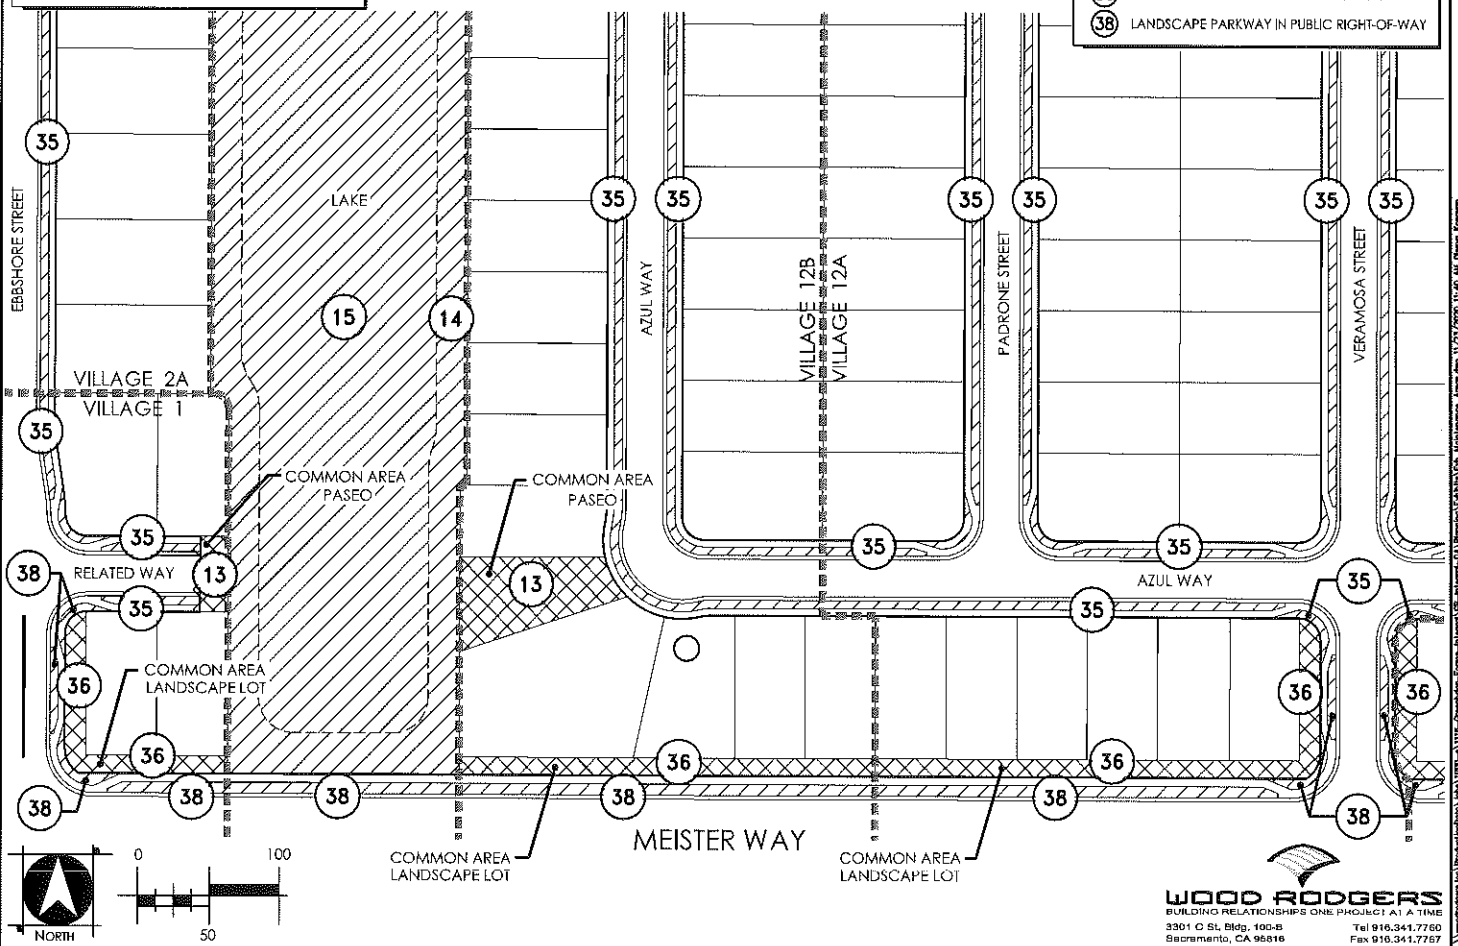 38 LANDSCAPE PARKWAY IN PUBLIC RIGHT-OF-WAY
35
EBBSHORE STREET
LAKE
15
14
35
35
AZUL WAY
VILLAGE 12B
VILLAGE 12A
35
35
PADRONE STREET
35
35
VERAMOSA STREET
VILLAGE 2A
VILLAGE 1
35
COMMON AREA
PASEO
COMMON AREA
PASEO
35
35
35
38
RELATED WAY
13
13
AZUL WAY
35
35
35
36
COMMON AREA
LANDSCAPE LOT
36
36
36
36
36
38
38
38
38
38
38
MEISTER WAY
COMMON AREA
LANDSCAPE LOT
COMMON AREA
LANDSCAPE LOT
NORTH
0
100
50
WOOD RODGERS
BUILDING RELATIONSHIPS ONE PROJECT AT A TIME
3301 C St, Bldg. 100-B
Sacramento, CA 95816
Tel 916.341.7760
Fax 916.341.7767